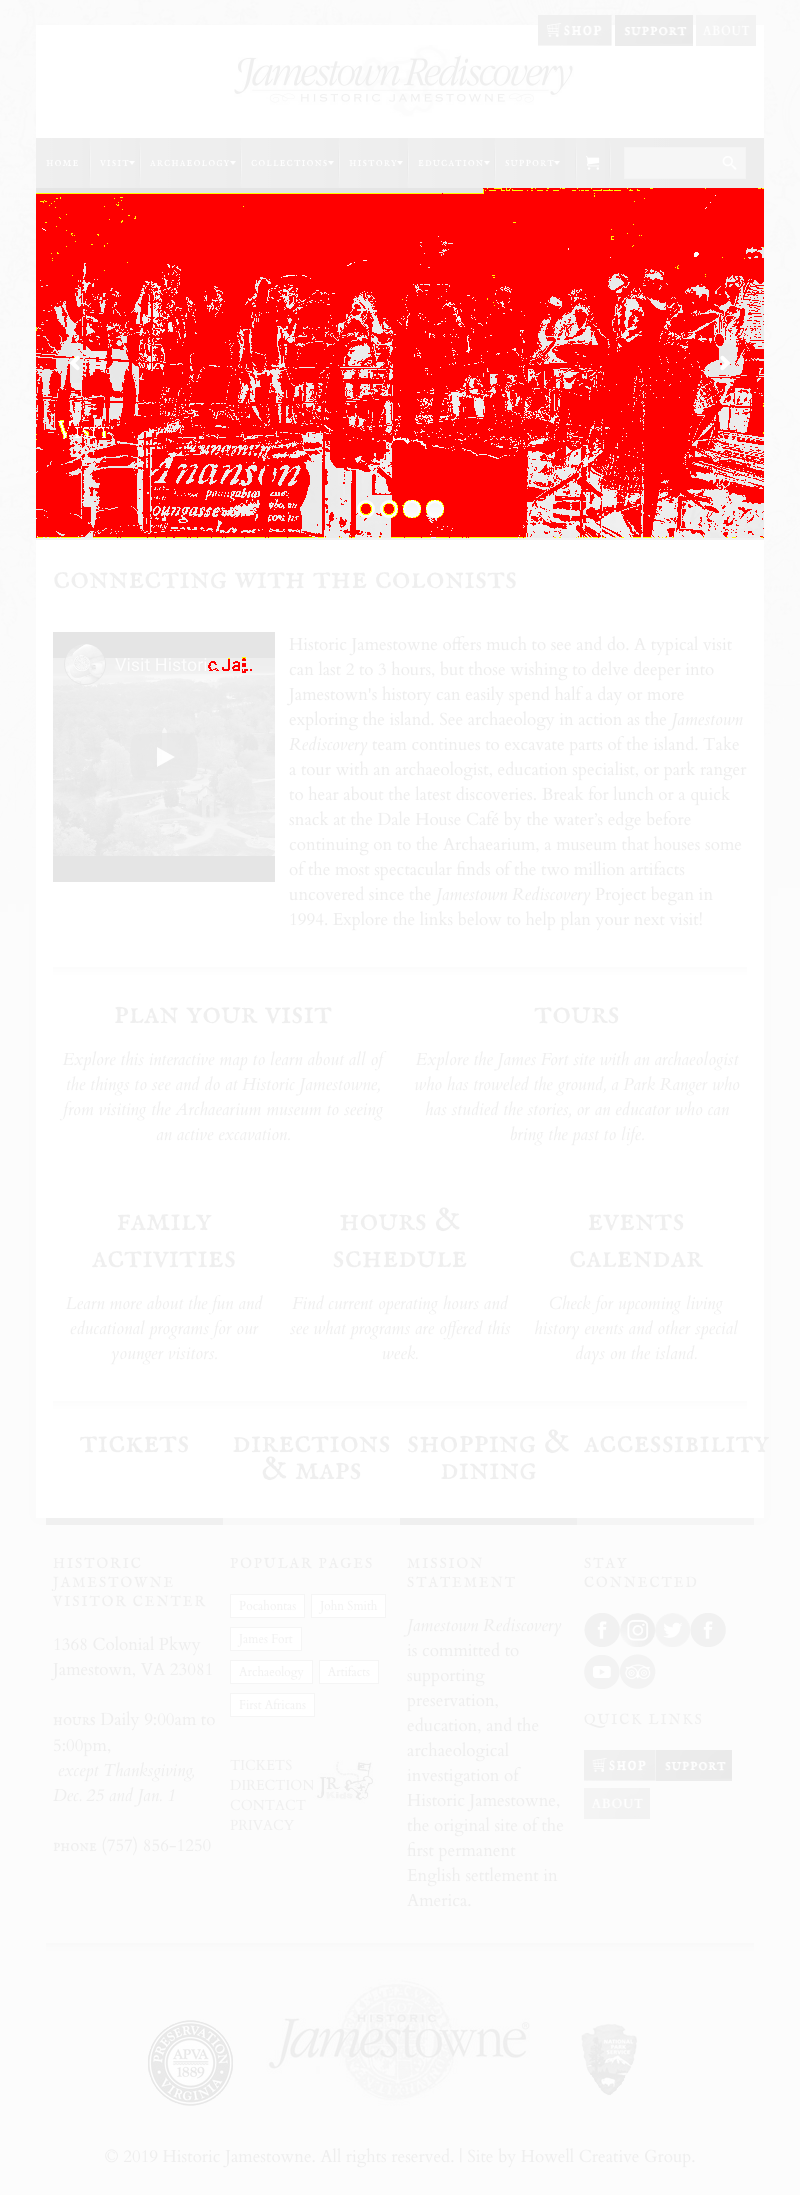 SHOP SUPPORT ABOUT
Jamestown Rediscovery
HISTORIC JAMESTOWNE
HOME VISIT ARCHAEOLOGY COLLECTIONS HISTORY EDUCATION SUPPORT
CONNECTING WITH THE COLONISTS
Visit Histori
Historic Jamestowne offers much to see and do. A typical visit
can last 2 to 3 hours, but those wishing to delve deeper into
Jamestown's history can easily spend half a day or more
exploring the island. See archaeology in action as the Jamestown
Rediscovery team continues to excavate parts of the island. Take
a tour with an archaeologist, education specialist, or park ranger
to hear about the latest discoveries. Break for lunch or a quick
snack at the Dale House Café by the water's edge before
continuing on to the Archaearium, a museum that houses some
of the most spectacular finds of the two million artifacts
uncovered since the Jamestown Rediscovery Project began in
1994. Explore the links below to help plan your next visit!
PLAN YOUR VISIT
Explore this interactive map to learn about all of
the things to see and do at Historic Jamestowne,
from visiting the Archaearium museum to seeing
an active excavation.
TOURS
Explore the James Fort site with an archaeologist
who has troweled the ground, a Park Ranger who
has studied the stories, or an educator who can
bring the past to life.
FAMILY
ACTIVITIES
Learn more about the fun and
educational programs for our
younger visitors.
HOURS &
SCHEDULE
Find current operating hours and
see what programs are offered this
week.
EVENTS
CALENDAR
Check for upcoming living
history events and other special
days on the island.
TICKETS
DIRECTIONS
& MAPS
SHOPPING &
DINING
ACCESSIBILITY
HISTORIC
JAMESTOWNE
VISITOR CENTER
1368 Colonial Pkwy
Jamestown, VA 23081
HOURS Daily 9:00am to
5:00pm,
except Thanksgiving,
Dec. 25 and Jan. 1
PHONE (757) 856-1250
POPULAR PAGES
Pocahontas John Smith
James Fort
Archaeology Artifacts
First Africans
TICKETS
DIRECTION
CONTACT
PRIVACY
JR
MISSION
STATEMENT
Jamestown Rediscovery
is committed to
supporting
preservation,
education, and the
archaeological
investigation of
Historic Jamestowne,
the original site of the
first permanent
English settlement in
America.
STAY
CONNECTED
QUICK LINKS
SHOP SUPPORT
ABOUT
PRESERVATION
APVA
1889
VIRGINIA
HISTORIC
Jamestowne®
© 2019 Historic Jamestowne. All rights reserved. | Site by Howell Creative Group.